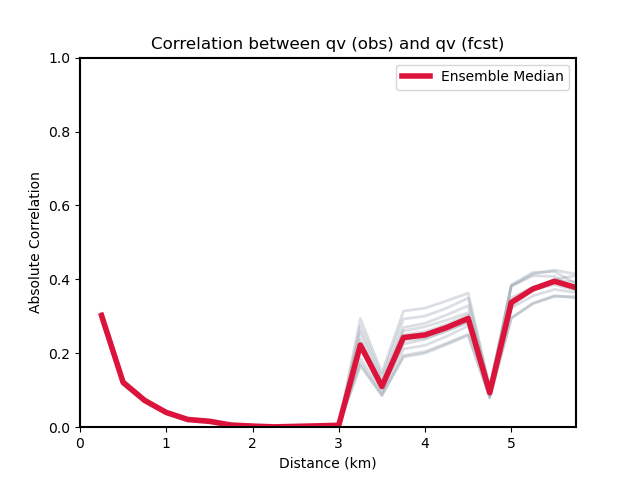 Correlation between qv (obs) and qv (fcst)
Ensemble Median
1.0
0.8
0.6
0.4
0.2
0.0
Absolute Correlation
0 1 2 3 4 5
Distance (km)